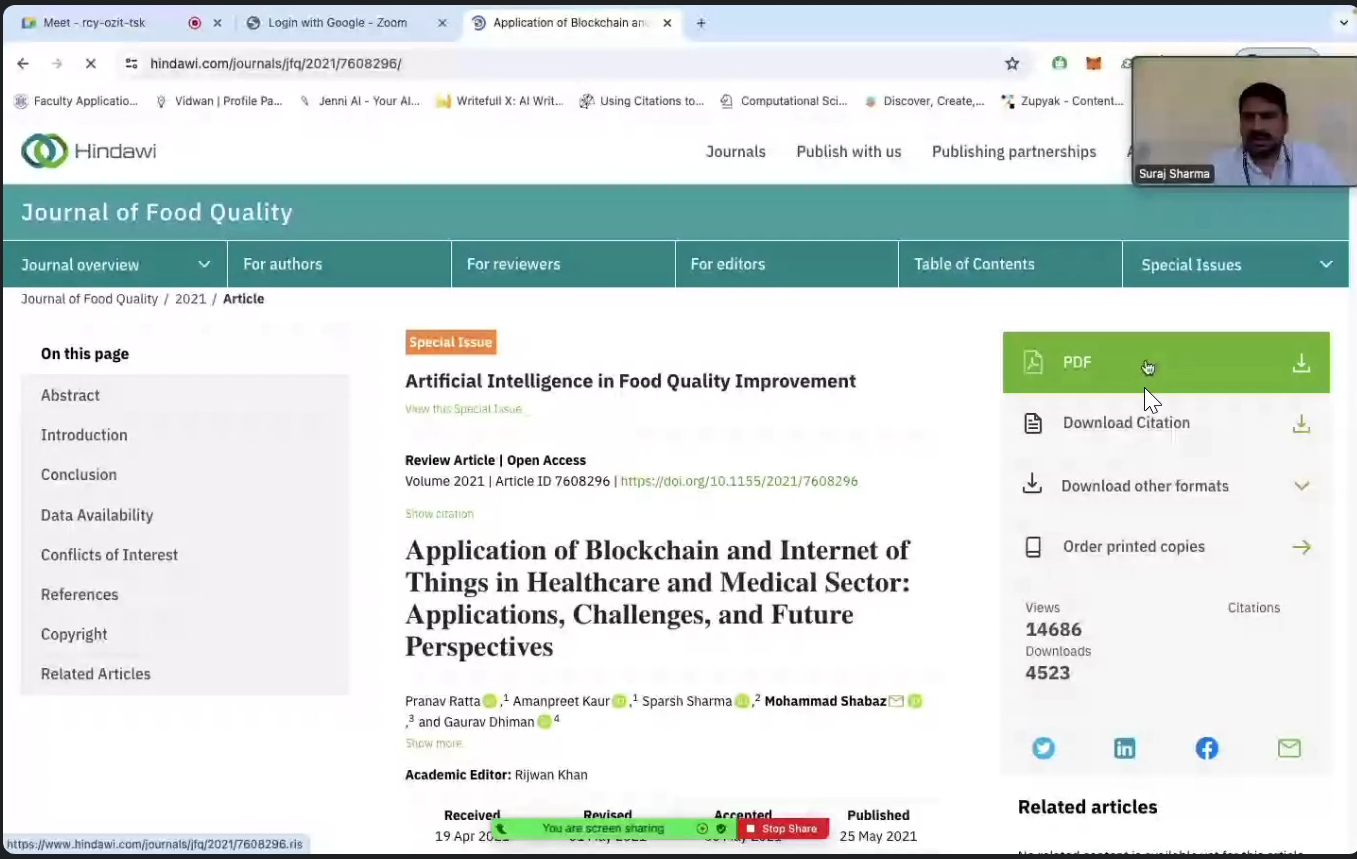 Meet - rcy-ozit-tsk
Login with Google - Zoom
Application of Blockchain an
hindawi.com/journals/jfq/2021/7608296/
Faculty Applicatio...
Vidwan | Profile Pa...
Jenni AI - Your AI...
Writefull X: AI Writ...
Using Citations to...
Computational Sci...
Discover, Create,...
Zupyak - Content...
Hindawi
Journals
Publish with us
Publishing partnerships
Suraj Sharma
Journal of Food Quality
Journal overview
For authors
For reviewers
For editors
Table of Contents
Special Issues
Journal of Food Quality / 2021 / Article
On this page
Abstract
Introduction
Conclusion
Data Availability
Conflicts of Interest
References
Copyright
Related Articles
Special Issue
Artificial Intelligence in Food Quality Improvement
View this Special Issue
Review Article | Open Access
Volume 2021 | Article ID 7608296 | https://doi.org/10.1155/2021/7608296
Show citation
Application of Blockchain and Internet of
Things in Healthcare and Medical Sector:
Applications, Challenges, and Future
Perspectives
Pranav Ratta ,1 Amanpreet Kaur ,1 Sparsh Sharma ,2 Mohammad Shabaz
,3 and Gaurav Dhiman 4
Show more
Academic Editor: Rijwan Khan
Received
Revised
Accepted
Published
19 Apr
25 May 2021
You are screen sharing
Stop Share
PDF
Download Citation
Download other formats
Order printed copies
Views
14686
Citations
Downloads
4523
Related articles
https://www.hindawi.com/journals/jfq/2021/7608296.ris